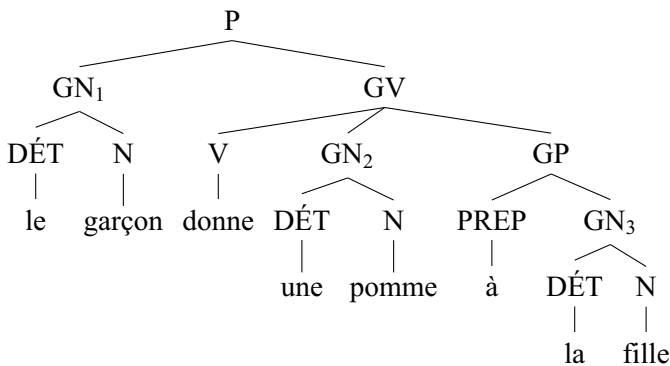 P
GN₁ GV
DÉT N V GN₂ GP
le garçon donne DÉT N PREP GN₃
une pomme à DÉT N
la fille